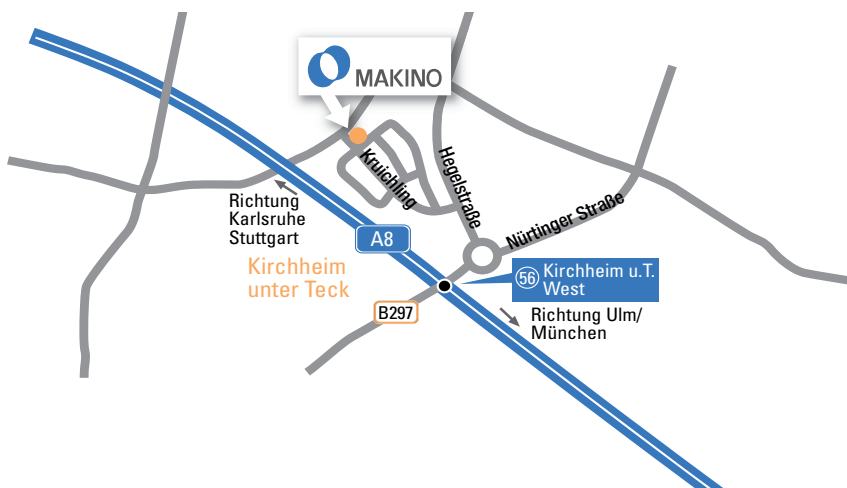 MAKINO
Kruichling
Hegelstraße
Nürtinger Straße
Richtung
Karlsruhe
Stuttgart
A8
Kirchheim
unter Teck
56 Kirchheim u.T.
West
B297
Richtung Ulm/
München